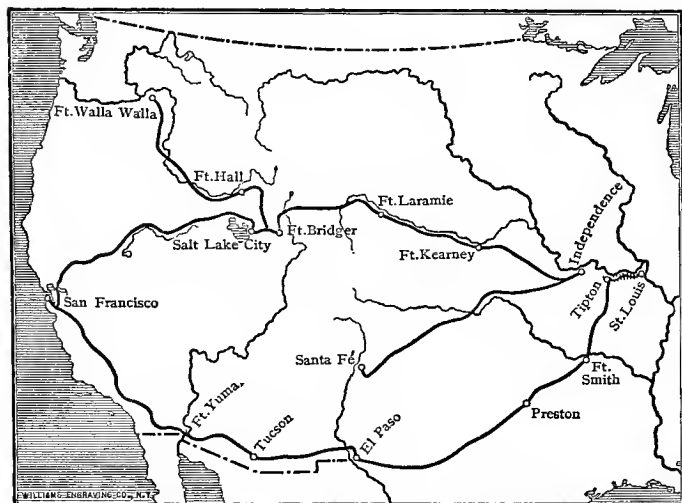 Ft.Walla Walla
Ft.Hall
Ft.Laramie
Independence
Salt Lake City
Ft.Bridger
Ft.Kearney
Tipton
St.Louis
San Francisco
Santa Fé
Ft.
Smith
Ft.Yuma
Preston
Tucson
El Paso
WILLIAMS ENGRAVING CO., N.Y.